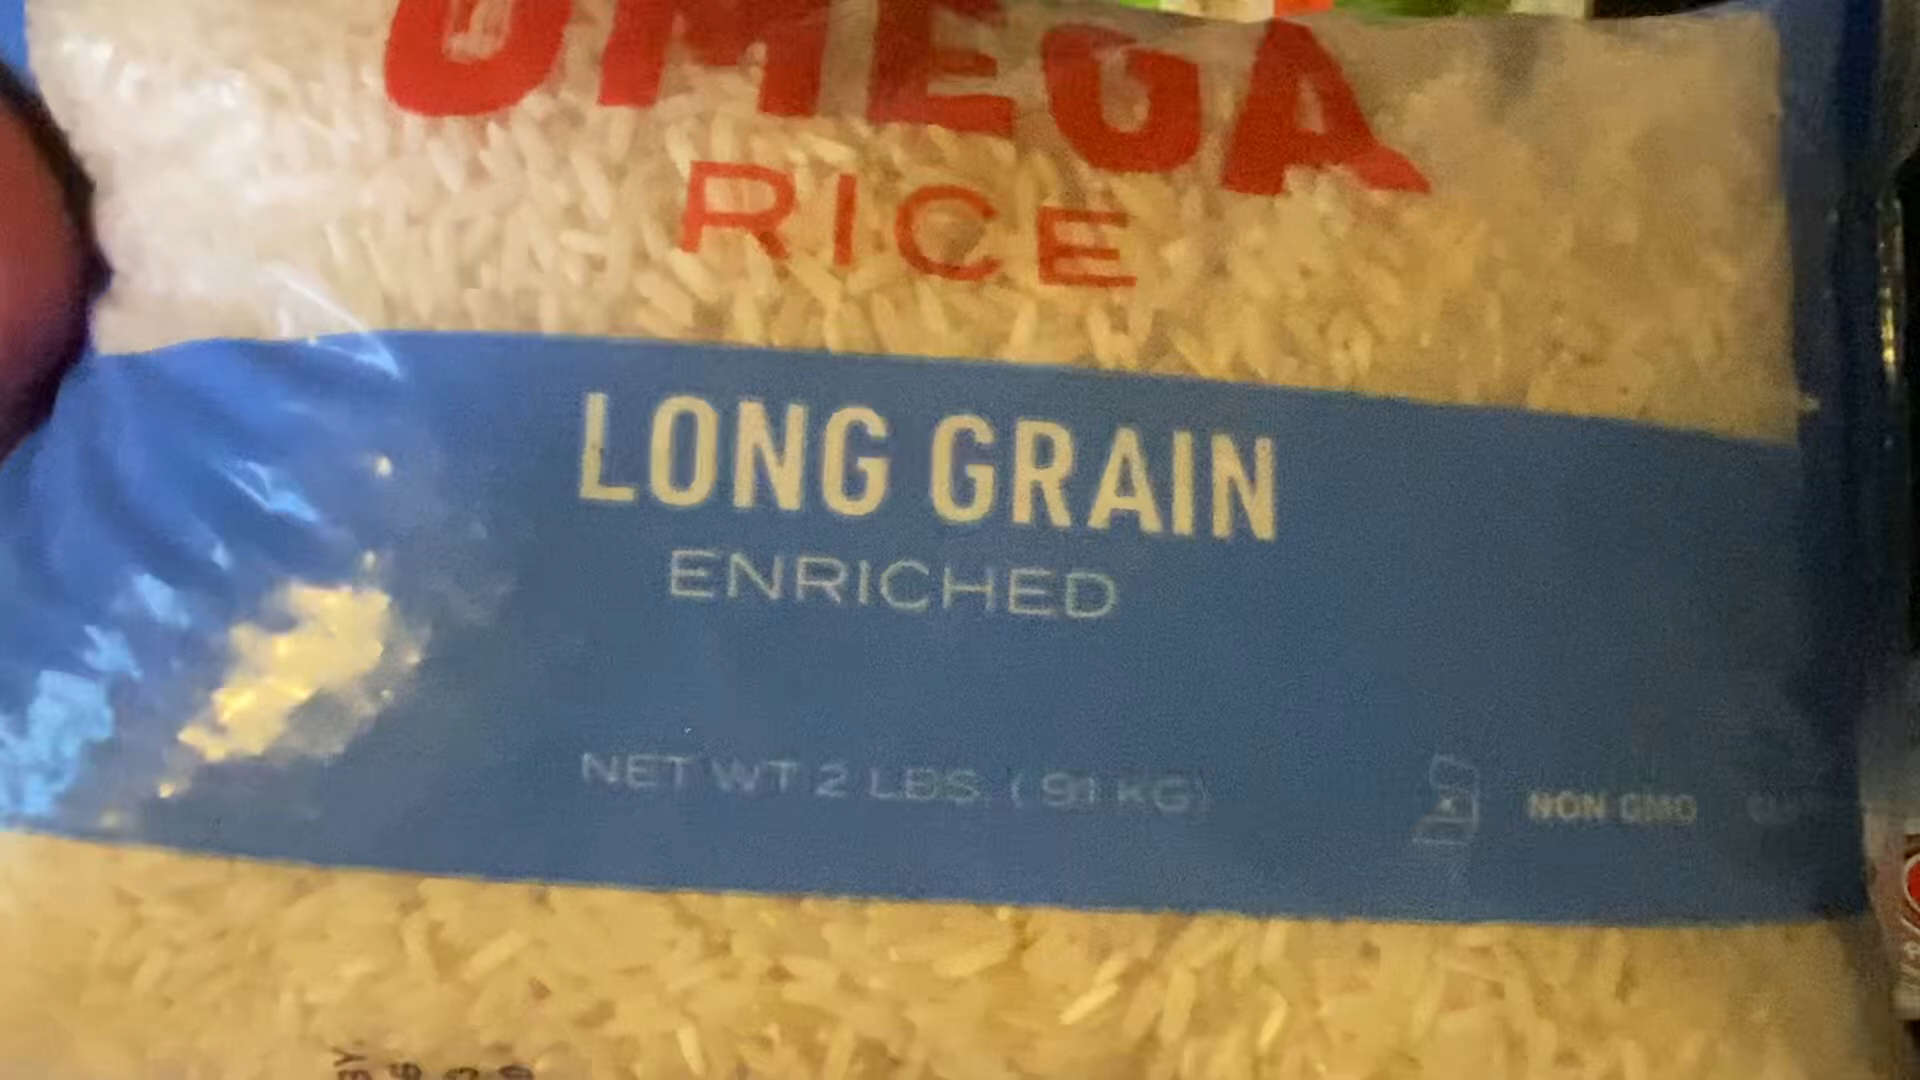 OMEGA
RICE
LONG GRAIN
ENRICHED
NET WT 2 LBS (.91 KG)
NON GMO